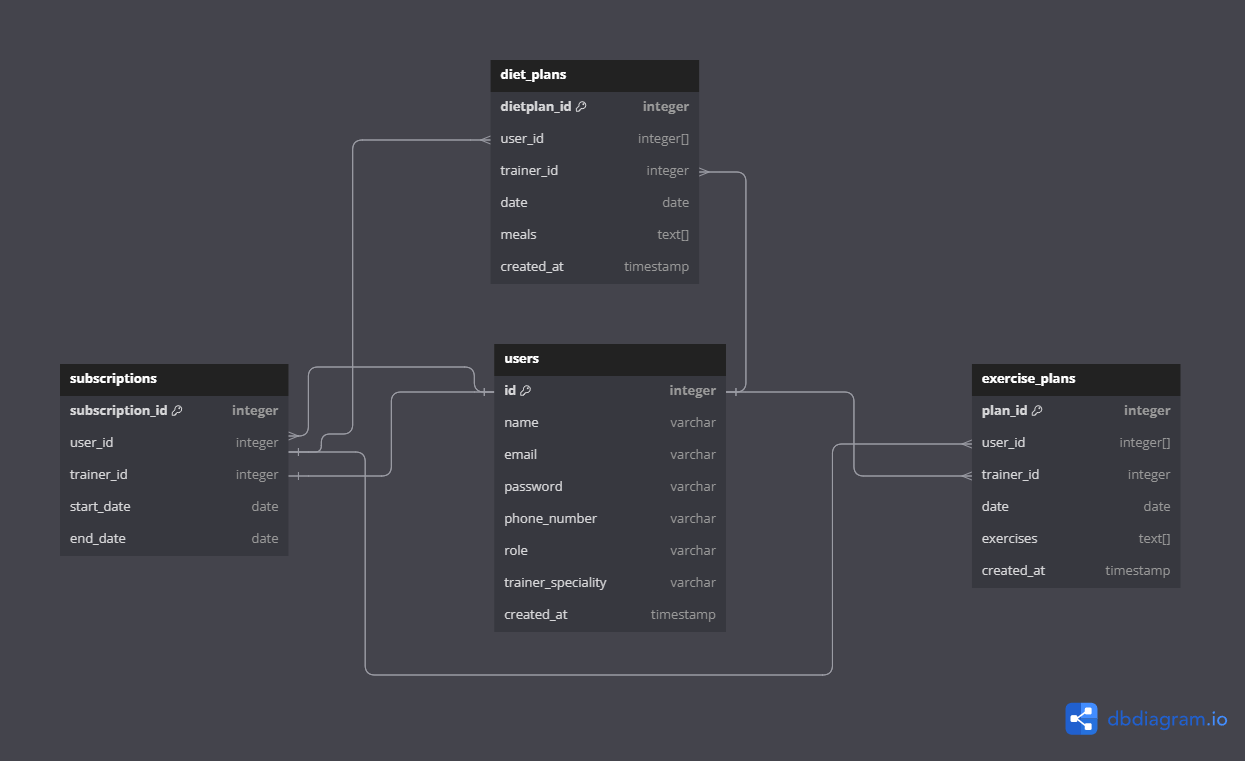 diet_plans
dietplan_id integer
user_id integer[]
trainer_id integer
date date
meals text[]
created_at timestamp
subscriptions
subscription_id integer
user_id integer
trainer_id integer
start_date date
end_date date
users
id integer
name varchar
email varchar
password varchar
phone_number varchar
role varchar
trainer_speciality varchar
created_at timestamp
exercise_plans
plan_id integer
user_id integer[]
trainer_id integer
date date
exercises text[]
created_at timestamp
dbdiagram.io